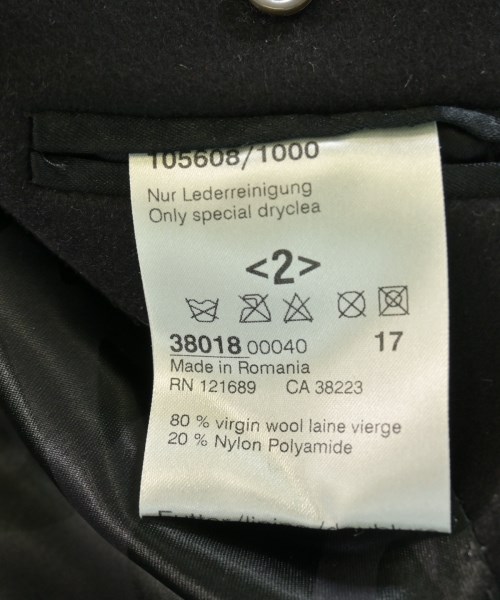 105608/1000
Nur Lederreinigung
Only special dryclea
<2>
38018 00040 17
Made in Romania
RN 121689 CA 38223
80 % virgin wool laine vierge
20 % Nylon Polyamide